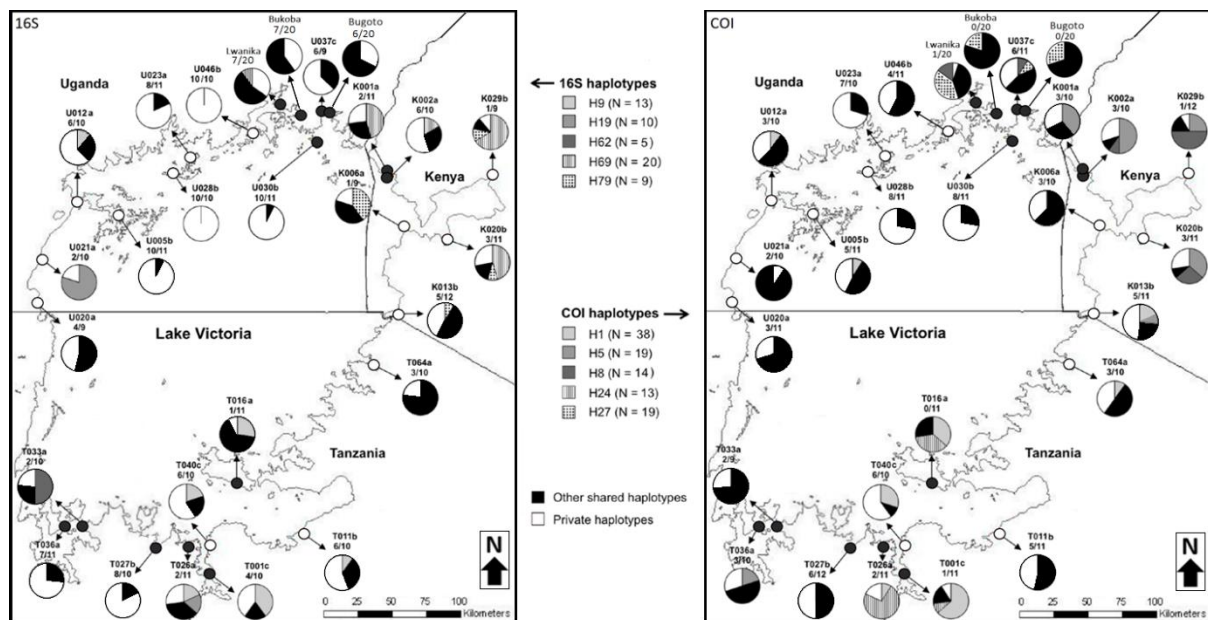 16S
Bukoba
7/20
Bugoto
6/20
Lwanika
7/20
U037c
6/9
Uganda
U046b
10/10
U023a
8/11
K001a
2/11
K002a
6/10
K029b
1/9
U012a
6/10
K006a
1/9
Kenya
U028b
10/10
U030b
10/11
K020b
3/11
U021a
2/10
U005b
10/11
K013b
5/12
U020a
4/9
Lake Victoria
T064a
3/10
T016a
1/11
Tanzania
T033a
2/10
T040c
6/10
T011b
6/10
T036a
7/11
T027b
8/10
T026a
2/11
T001c
4/10
N
25 50 75 100
Kilometers
16S haplotypes
H9 (N = 13)
H19 (N = 10)
H62 (N = 5)
H69 (N = 20)
H79 (N = 9)
COI haplotypes
H1 (N = 38)
H5 (N = 19)
H8 (N = 14)
H24 (N = 13)
H27 (N = 19)
Other shared haplotypes
Private haplotypes
COI
Bukoba
0/20
Bugoto
0/20
Lwanika
1/20
U037c
6/11
Uganda
U046b
4/11
U023a
7/10
K001a
3/10
K002a
3/10
K029b
1/12
U012a
3/10
K006a
3/10
Kenya
U028b
8/11
U030b
8/11
K020b
3/11
U021a
2/10
U005b
5/11
K013b
5/11
U020a
3/11
Lake Victoria
T064a
3/10
T016a
0/11
Tanzania
T033a
2/9
T040c
6/10
T011b
5/11
T036a
3/10
T027b
6/12
T026a
2/11
T001c
1/11
N
25 50 75 100
Kilometers